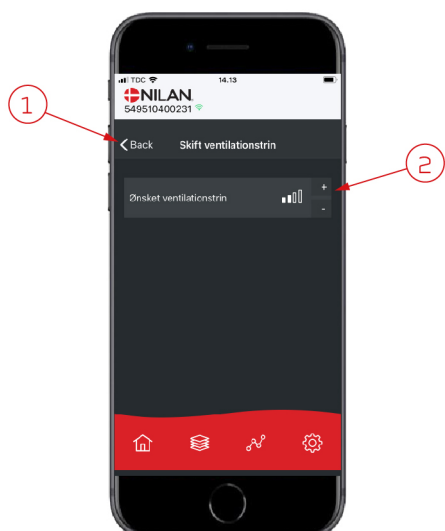 TDC 14.13
NILAN
549510400231
Back Skift ventilationstrin
1
Ønsket ventilationstrin +
-
2